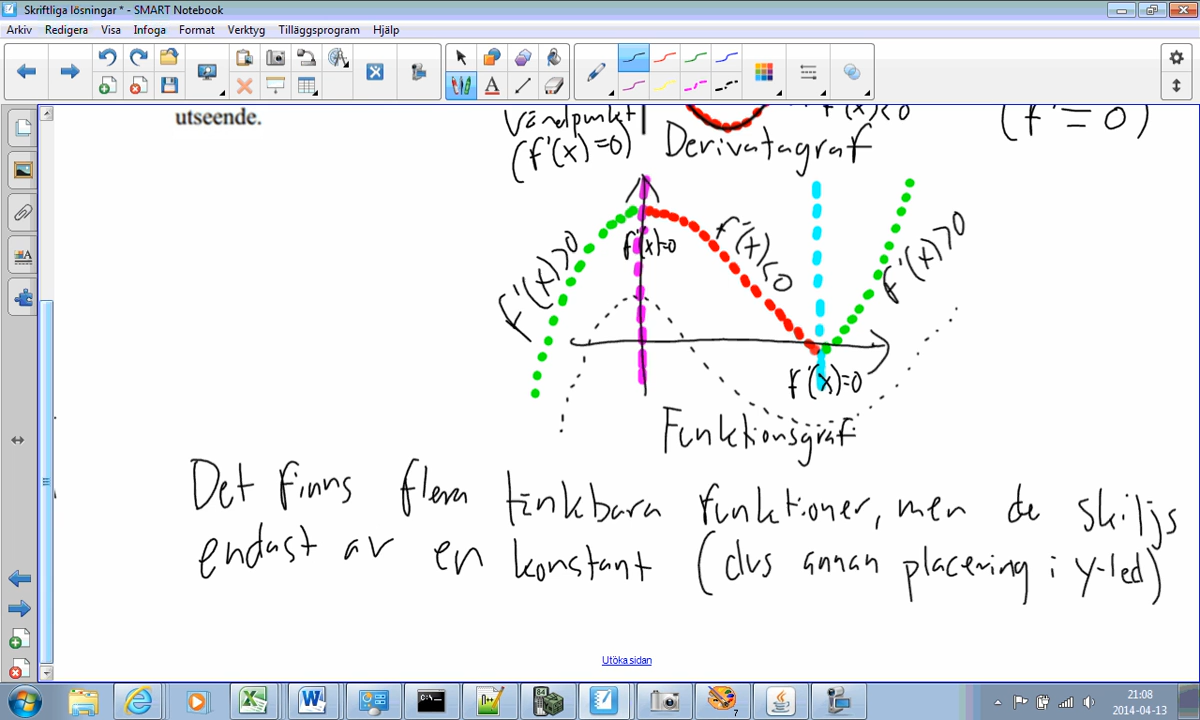 Skriftliga lösningar * - SMART Notebook
Arkiv Redigera Visa Infoga Format Verktyg Tilläggsprogram Hjälp
utseende.
Vändpunkt
(f'(x)=0)
f'(x)<0
(f'=0)
Derivatagraf
f'(x)>0
f'(x)=0
f'(x)<0
f'(x)>0
f'(x)=0
Funktionsgraf
Det finns flera tänkbara funktioner, men de skiljs
endast av en konstant (dvs annan placering i y-led)
Utöka sidan
21:08
2014-04-13